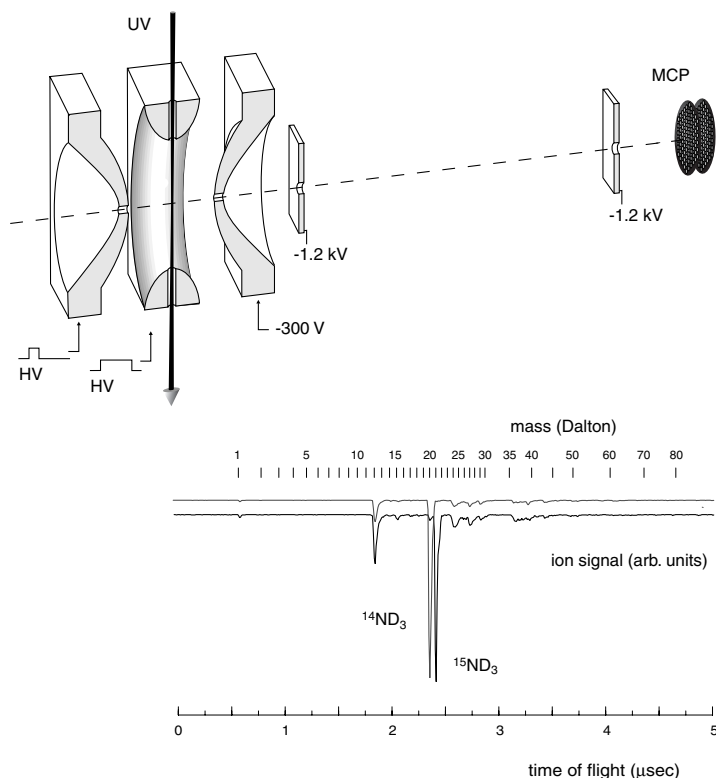 UV
MCP
-1.2 kV
-1.2 kV
-300 V
HV
HV
mass (Dalton)
1 5 10 15 20 25 30 35 40 50 60 70 80
ion signal (arb. units)
¹⁴ND₃
¹⁵ND₃
0 1 2 3 4 5
time of flight (μsec)